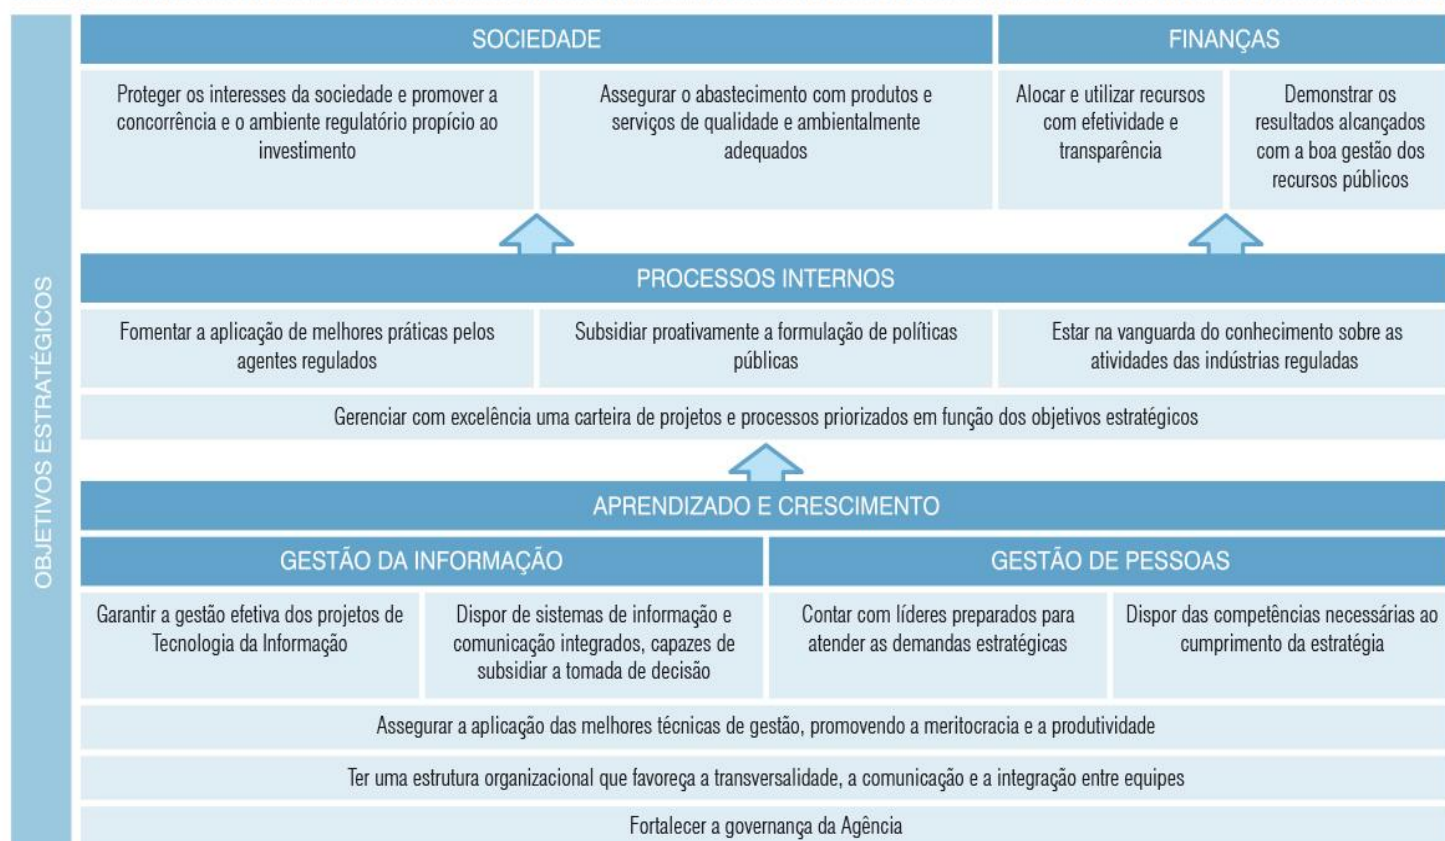 OBJETIVOS ESTRATÉGICOS
SOCIEDADE
Proteger os interesses da sociedade e promover a
concorrência e o ambiente regulatório propício ao
investimento
Assegurar o abastecimento com produtos e
serviços de qualidade e ambientalmente
adequados
FINANÇAS
Alocar e utilizar recursos
com efetividade e
transparência
Demonstrar os
resultados alcançados
com a boa gestão dos
recursos públicos
PROCESSOS INTERNOS
Fomentar a aplicação de melhores práticas pelos
agentes regulados
Subsidiar proativamente a formulação de políticas
públicas
Estar na vanguarda do conhecimento sobre as
atividades das indústrias reguladas
Gerenciar com excelência uma carteira de projetos e processos priorizados em função dos objetivos estratégicos
APRENDIZADO E CRESCIMENTO
GESTÃO DA INFORMAÇÃO
Garantir a gestão efetiva dos projetos de
Tecnologia da Informação
Dispor de sistemas de informação e
comunicação integrados, capazes de
subsidiar a tomada de decisão
GESTÃO DE PESSOAS
Contar com líderes preparados para
atender as demandas estratégicas
Dispor das competências necessárias ao
cumprimento da estratégia
Assegurar a aplicação das melhores técnicas de gestão, promovendo a meritocracia e a produtividade
Ter uma estrutura organizacional que favoreça a transversalidade, a comunicação e a integração entre equipes
Fortalecer a governança da Agência